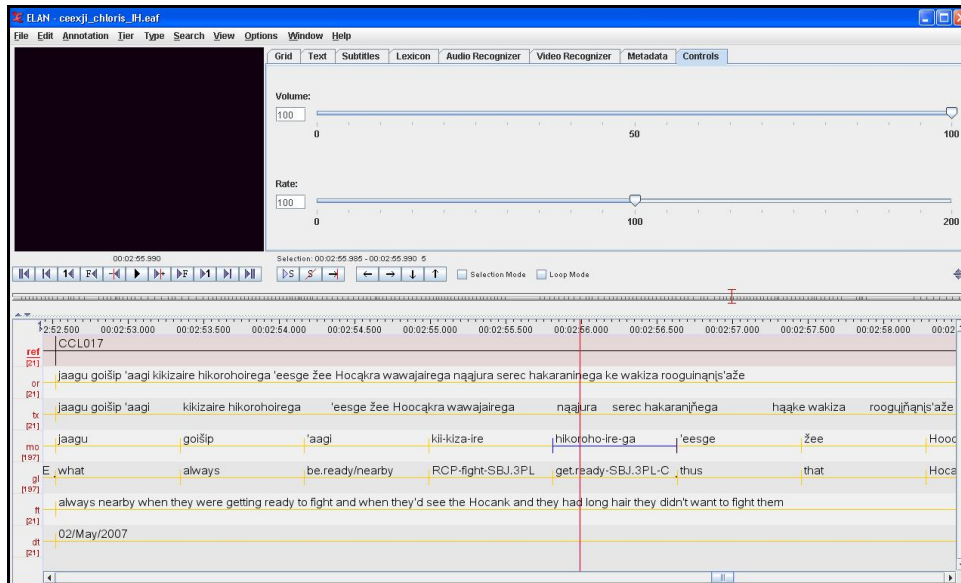 ELAN - ceexji_chloris_IH.eaf
File Edit Annotation Tier Type Search View Options Window Help
Grid Text Subtitles Lexicon Audio Recognizer Video Recognizer Metadata Controls
Volume:
100
0 50 100
Rate:
100
0 100 200
00:02:55.990
Selection: 00:02:55.985 - 00:02:55.990 5
Selection Mode Loop Mode
2:52.500 00:02:53.000 00:02:53.500 00:02:54.000 00:02:54.500 00:02:55.000 00:02:55.500 00:02:56.000 00:02:56.500 00:02:57.000 00:02:57.500 00:02:58.000 00:02
ref [21] CCL017
or [21] jaagu goišip 'aagi kikizaire hikorohoirega 'eesge žee Hocąkra wawajairega nąąjura serec hakaranįnega ke wakiza rooguinąnįs'aže
tx [21] jaagu goišip 'aagi kikizaire hikorohoirega 'eesge žee Hoocąkra wawajairega nąąjura serec hakaranįñega hąąke wakiza roogųįñąnįs'aže
mo [197] jaagu goišip 'aagi kii-kiza-ire hikoroho-ire-ga 'eesge žee Hooc
gl [197] E what always be.ready/nearby RCP-fight-SBJ.3PL get.ready-SBJ.3PL-C thus that Hoca
ft [21] always nearby when they were getting ready to fight and when they'd see the Hocank and they had long hair they didn't want to fight them
dt [21] 02/May/2007